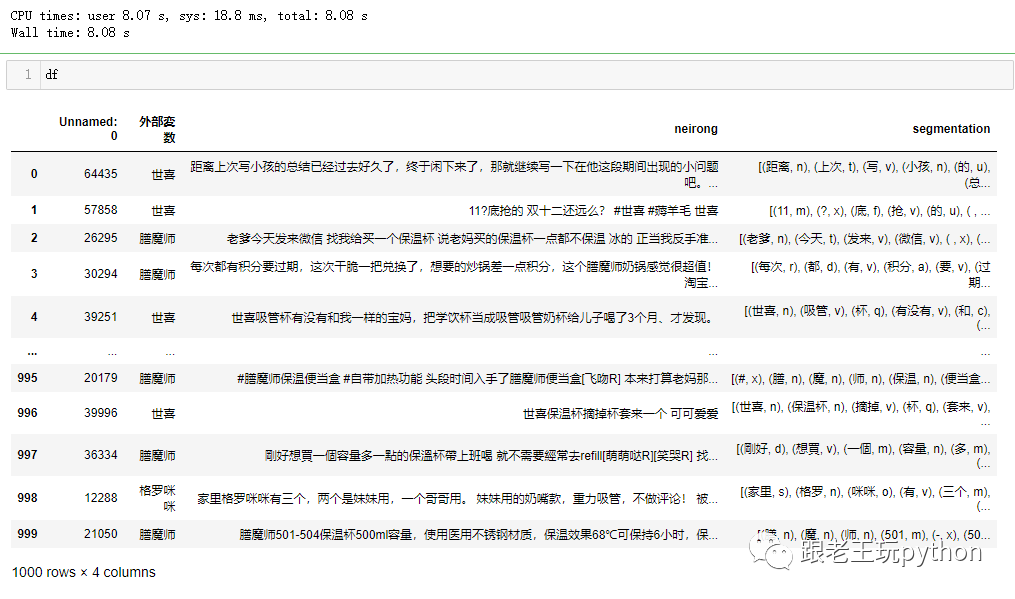 CPU times: user 8.07 s, sys: 18.8 ms, total: 8.08 s
Wall time: 8.08 s
1 df
Unnamed: 0 外部变数 neirong segmentation
0 64435 世喜 距离上次写小孩的总结已经过去好久了，终于闲下来了，那就继续写一下在他这段期间出现的小问题吧。... [(距离, n), (上次, t), (写, v), (小孩, n), (的, u), (总...
1 57858 世喜 11?底抢的 双十二还远么？ #世喜 #薅羊毛 世喜 [(11, m), (?, x), (底, f), (抢, v), (的, u), ( , ...
2 26295 膳魔师 老爹今天发来微信 找我给买一个保温杯 说老妈买的保温杯一点都不保温 冰的 正当我反手准... [(老爹, n), (今天, t), (发来, v), (微信, v), ( , x), (...
3 30294 膳魔师 每次都有积分要过期，这次干脆一把兑换了，想要的炒锅差一点积分，这个膳魔师奶锅感觉很超值！淘宝... [(每次, r), (都, d), (有, v), (积分, a), (要, v), (过期...
4 39251 世喜 世喜吸管杯有没有和我一样的宝妈，把学饮杯当成吸管吸管奶杯给儿子喝了3个月、才发现。 [(世喜, n), (吸管, v), (杯, q), (有没有, v), (和, c), (...
... ... ... ... ...
995 20179 膳魔师 #膳魔师保温便当盒 #自带加热功能 头段时间入手了膳魔师便当盒[飞吻R] 本来打算老妈那... [(#, x), (膳, n), (魔, n), (师, n), (保温, n), (便当盒...
996 39996 世喜 世喜保温杯摘掉杯套来一个 可可爱爱 [(世喜, n), (保温杯, n), (摘掉, v), (杯, q), (套来, v), ...
997 36334 膳魔师 剛好想買一個容量多一點的保溫杯帶上班喝 就不需要經常去refill[萌萌哒R][笑哭R] 找... [(剛好, d), (想買, v), (一個, m), (容量, n), (多, m), (...
998 12288 格罗咪咪 家里格罗咪咪有三个，两个是妹妹用，一个哥哥用。 妹妹用的奶嘴款，重力吸管，不做评论！ 被... [(家里, s), (格罗, n), (咪咪, o), (有, v), (三个, m), (...
999 21050 膳魔师 膳魔师501-504保温杯500ml容量，使用医用不锈钢材质，保温效果68℃可保持6小时，保... [(膳, n), (魔, n), (师, n), (501, m), (-, x), (50...
1000 rows × 4 columns
跟老王玩python